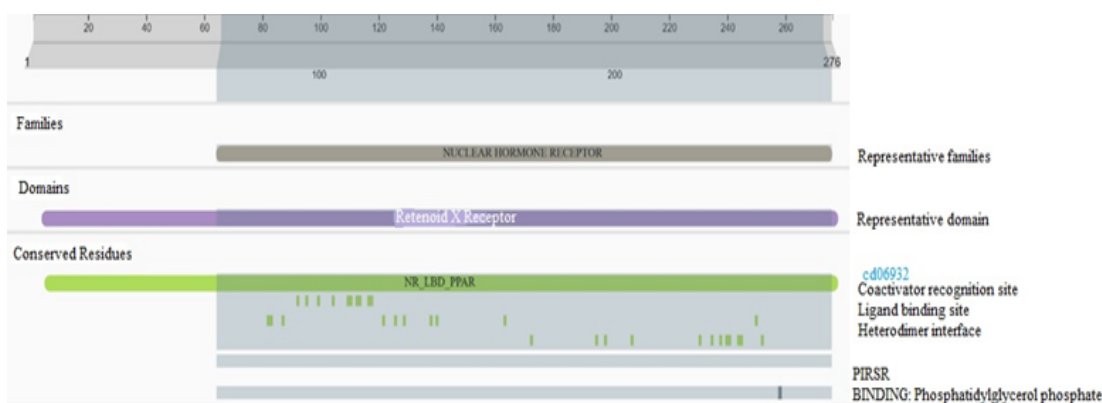 20 40 60 80 100 120 140 160 180 200 220 240 260
1 276
100 200
Families
NUCLEAR HORMONE RECEPTOR
Representative families
Domains
Retenoid X Receptor
Representative domain
Conserved Residues
NR_LBD_PPAR
cd06932
Coactivator recognition site
Ligand binding site
Heterodimer interface
PIRSR
BINDING: Phosphatidylglycerol phosphate